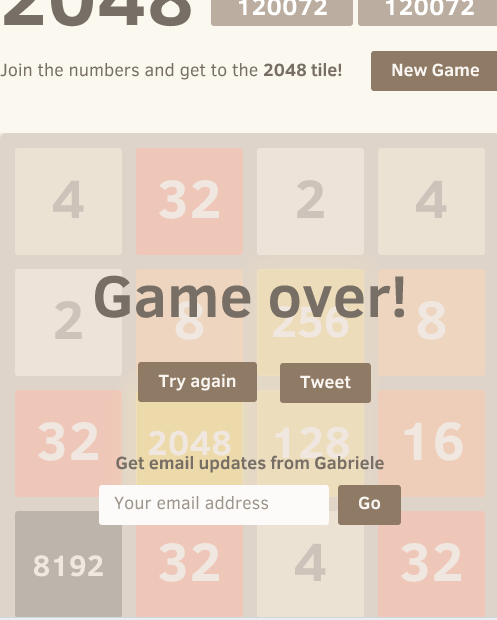 2048 120072 120072
Join the numbers and get to the 2048 tile! New Game
4 32 2 4
Game over!
2 8 256 8
Try again Tweet
32 2048 128 16
Get email updates from Gabriele
Your email address Go
8192 32 4 32